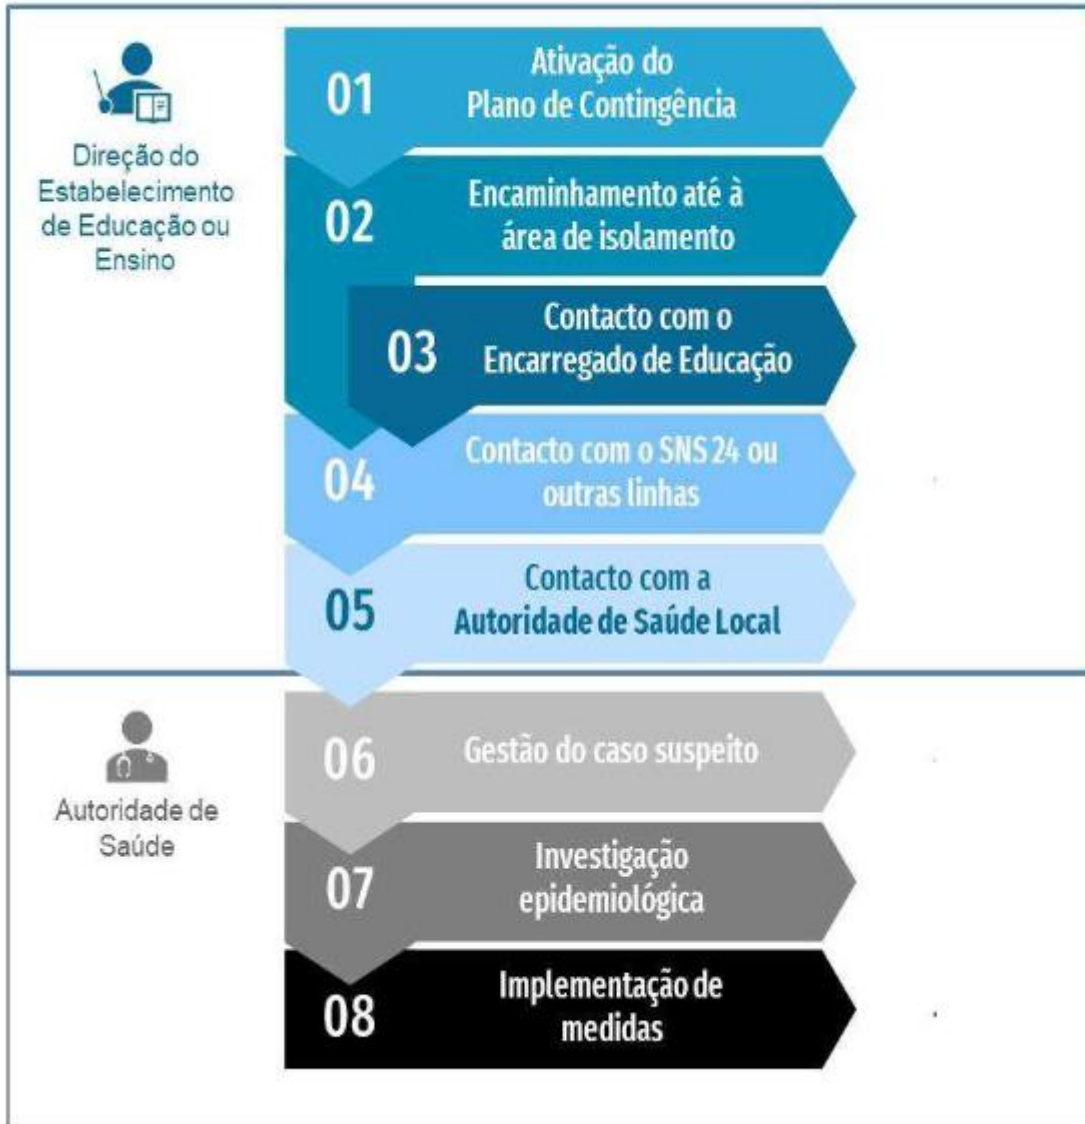 Direção do
Estabelecimento
de Educação ou
Ensino
01
Ativação do
Plano de Contingência
02
Encaminhamento até à
área de isolamento
03
Contacto com o
Encarregado de Educação
04
Contacto com o SNS 24 ou
outras linhas
05
Contacto com a
Autoridade de Saúde Local
Autoridade de
Saúde
06
Gestão do caso suspeito
07
Investigação
epidemiológica
08
Implementação de
medidas